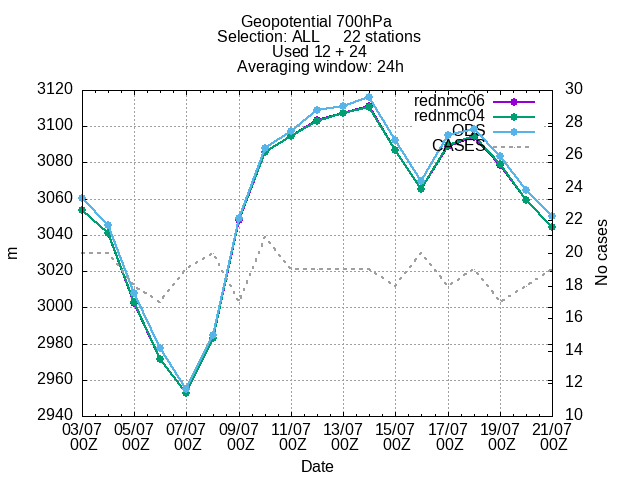 Geopotential 700hPa
Selection: ALL 22 stations
Used 12 + 24
Averaging window: 24h
rednmc06
rednmc04
OBS
CASES
m
3120
3100
3080
3060
3040
3020
3000
2980
2960
2940
30
28
26
24
22
20
18
16
14
12
10
No cases
03/07 05/07 07/07 09/07 11/07 13/07 15/07 17/07 19/07 21/07
00Z 00Z 00Z 00Z 00Z 00Z 00Z 00Z 00Z 00Z
Date